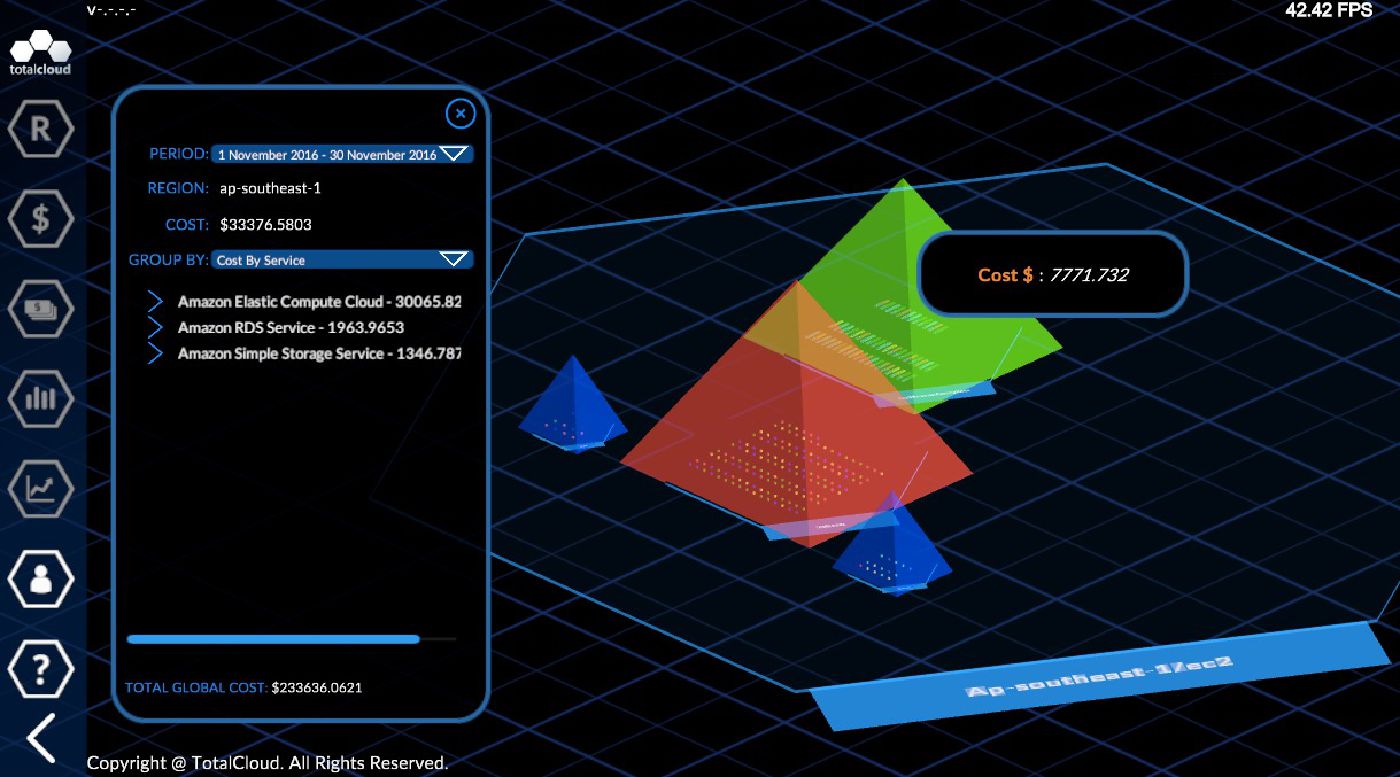 v-.-.-.-
42.42 FPS
totalcloud
R
$
PERIOD: 1 November 2016 - 30 November 2016
REGION: ap-southeast-1
COST: $33376.5803
GROUP BY: Cost By Service
Amazon Elastic Compute Cloud - 30065.82
Amazon RDS Service - 1963.9653
Amazon Simple Storage Service - 1346.787
Cost $ : 7771.732
?
TOTAL GLOBAL COST: $233636.0621
Ap-southeast-1/ec2
Copyright @ TotalCloud. All Rights Reserved.